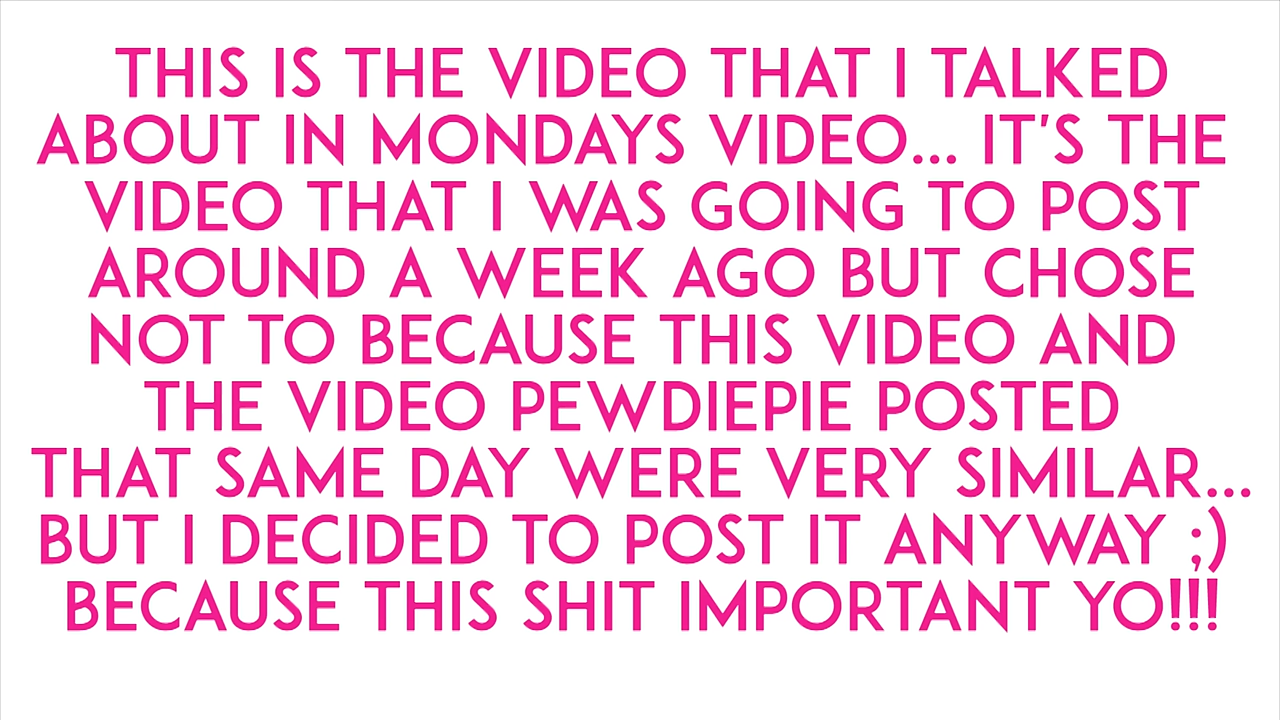 THIS IS THE VIDEO THAT I TALKED
ABOUT IN MONDAYS VIDEO... IT'S THE
VIDEO THAT I WAS GOING TO POST
AROUND A WEEK AGO BUT CHOSE
NOT TO BECAUSE THIS VIDEO AND
THE VIDEO PEWDIEPIE POSTED
THAT SAME DAY WERE VERY SIMILAR...
BUT I DECIDED TO POST IT ANYWAY ;)
BECAUSE THIS SHIT IMPORTANT YO!!!